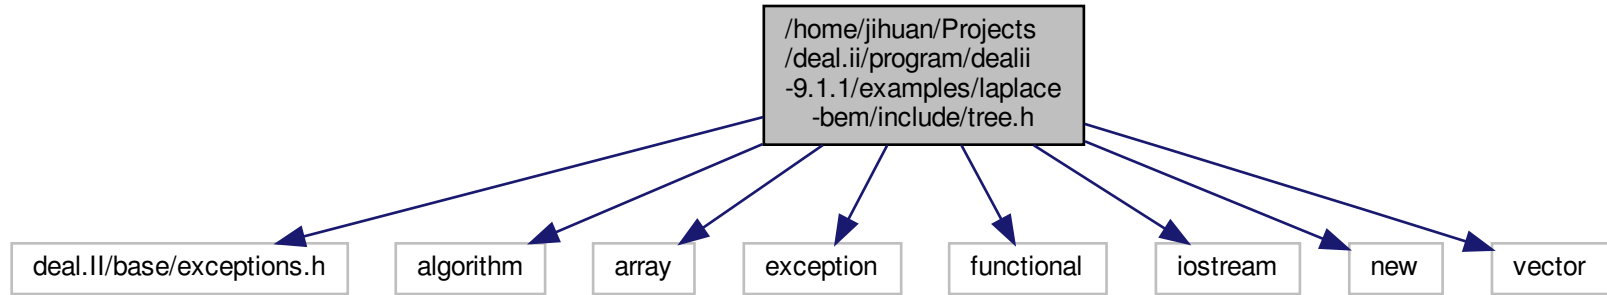 /home/jihuan/Projects
/deal.ii/program/dealii
-9.1.1/examples/laplace
-bem/include/tree.h
deal.II/base/exceptions.h
algorithm
array
exception
functional
iostream
new
vector